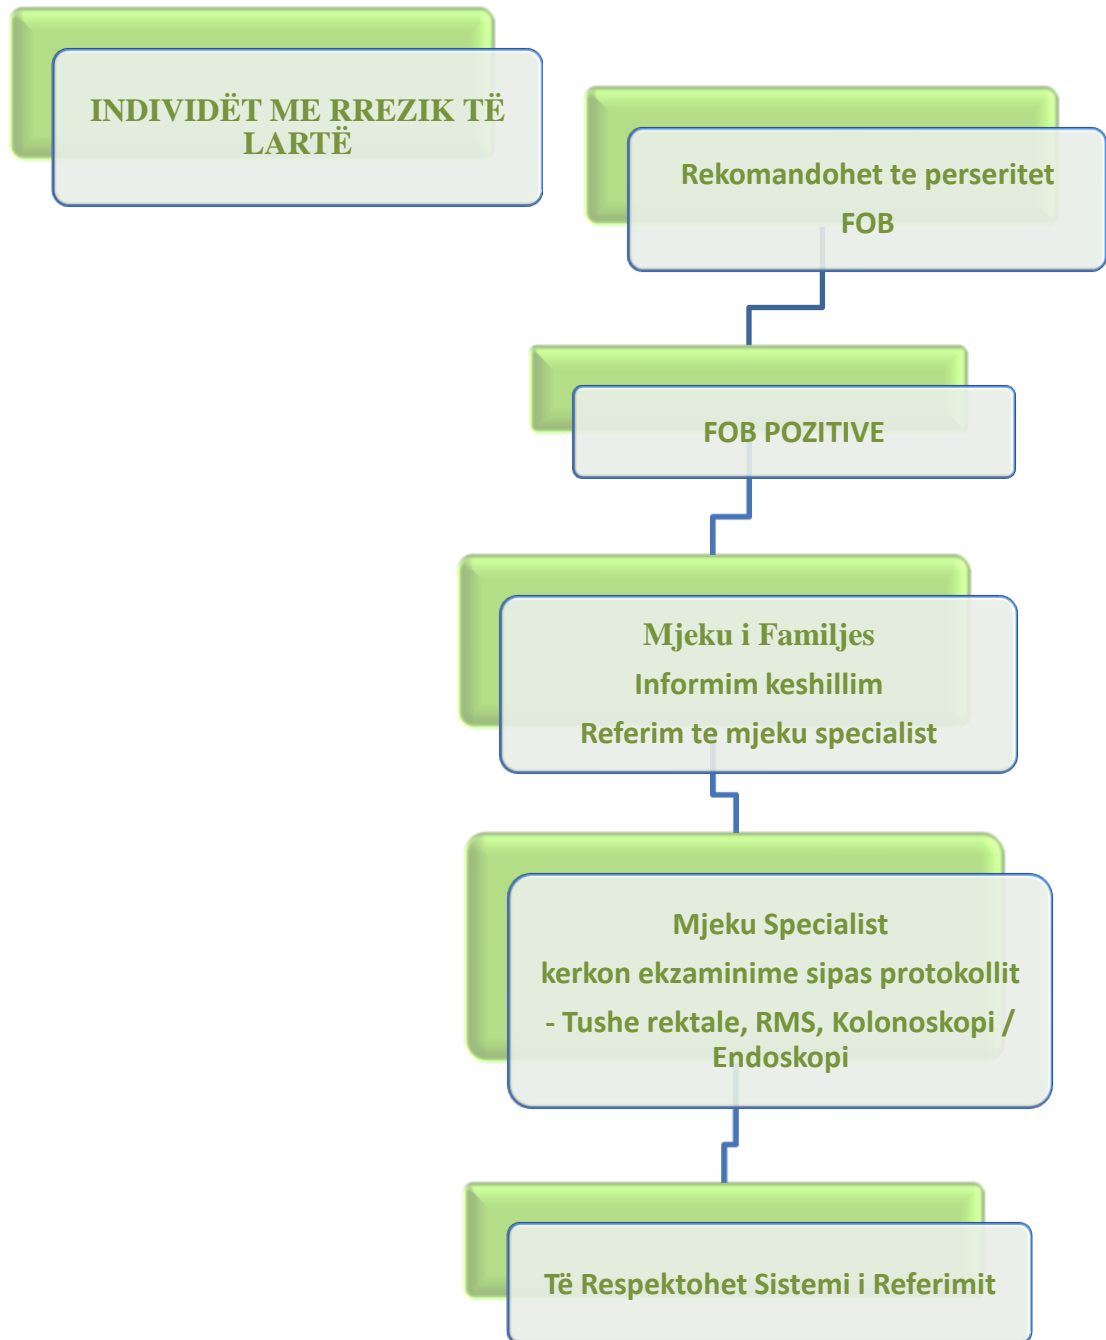 INDIVIDËT ME RREZIK TË
LARTË
Rekomandohet te perseritet
FOB
FOB POZITIVE
Mjeku i Familjes
Informim keshillim
Referim te mjeku specialist
Mjeku Specialist
kerkon ekzaminime sipas protokollit
- Tushe rektale, RMS, Kolonoskopi /
Endoskopi
Të Respektohet Sistemi i Referimit